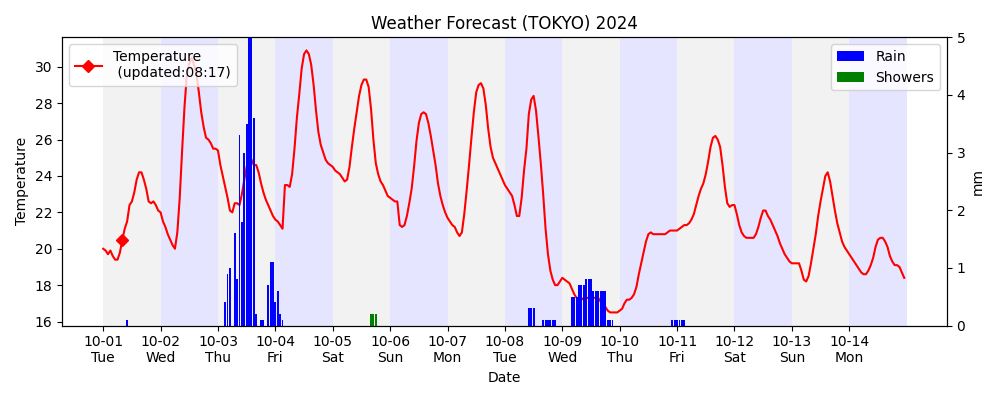 Weather Forecast (TOKYO) 2024
Temperature
(updated:08:17)
Rain
Showers
Temperature
30
28
26
24
22
20
18
16
5
4
3
2
1
0
mm
10-01 10-02 10-03 10-04 10-05 10-06 10-07 10-08 10-09 10-10 10-11 10-12 10-13 10-14
Tue Wed Thu Fri Sat Sun Mon Tue Wed Thu Fri Sat Sun Mon
Date